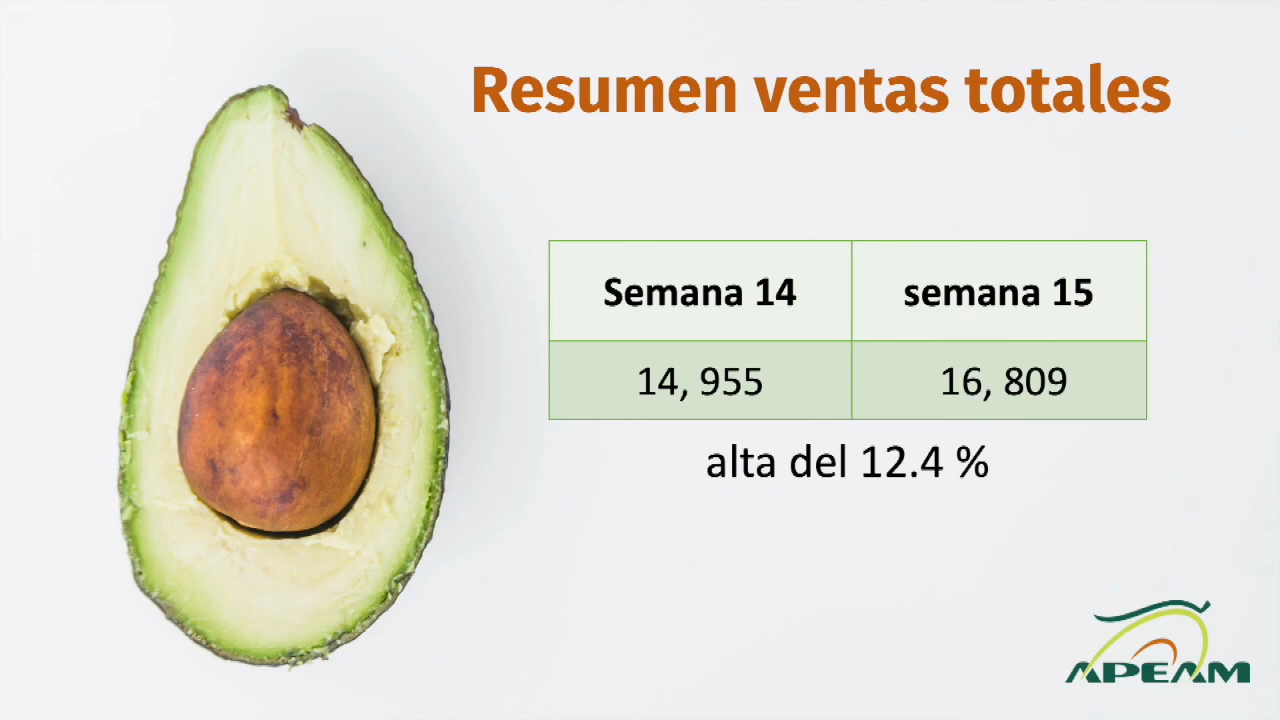 Resumen ventas totales
Semana 14
semana 15
14, 955
16, 809
alta del 12.4 %
APEAM